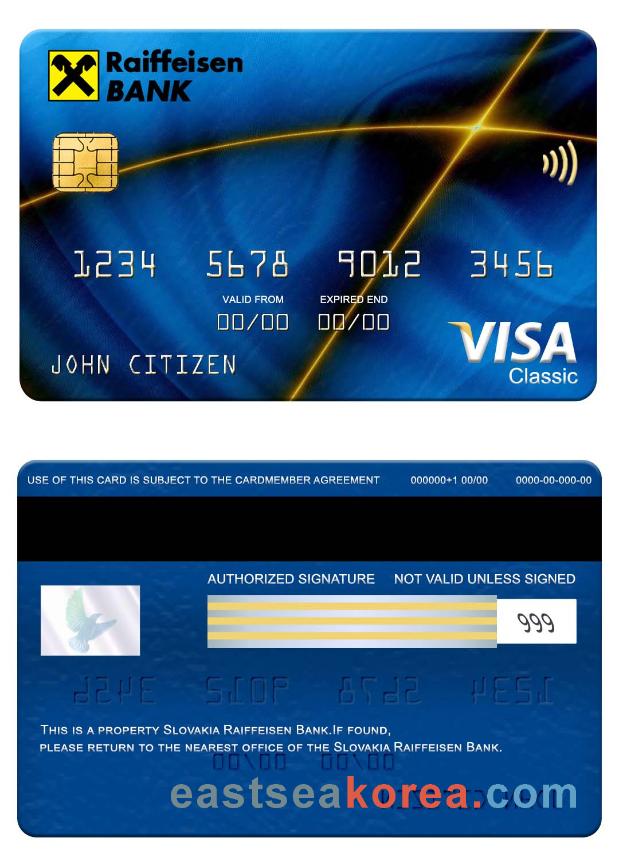 Raiffeisen
BANK
1234 5678 9012 3456
VALID FROM EXPIRED END
00/00 00/00
JOHN CITIZEN
VISA
Classic
USE OF THIS CARD IS SUBJECT TO THE CARDMEMBER AGREEMENT 000000+1 00/00 0000-00-000-00
AUTHORIZED SIGNATURE NOT VALID UNLESS SIGNED
999
THIS IS A PROPERTY SLOVAKIA RAIFFEISEN BANK.IF FOUND,
PLEASE RETURN TO THE NEAREST OFFICE OF THE SLOVAKIA RAIFFEISEN BANK.
eastseakorea.com